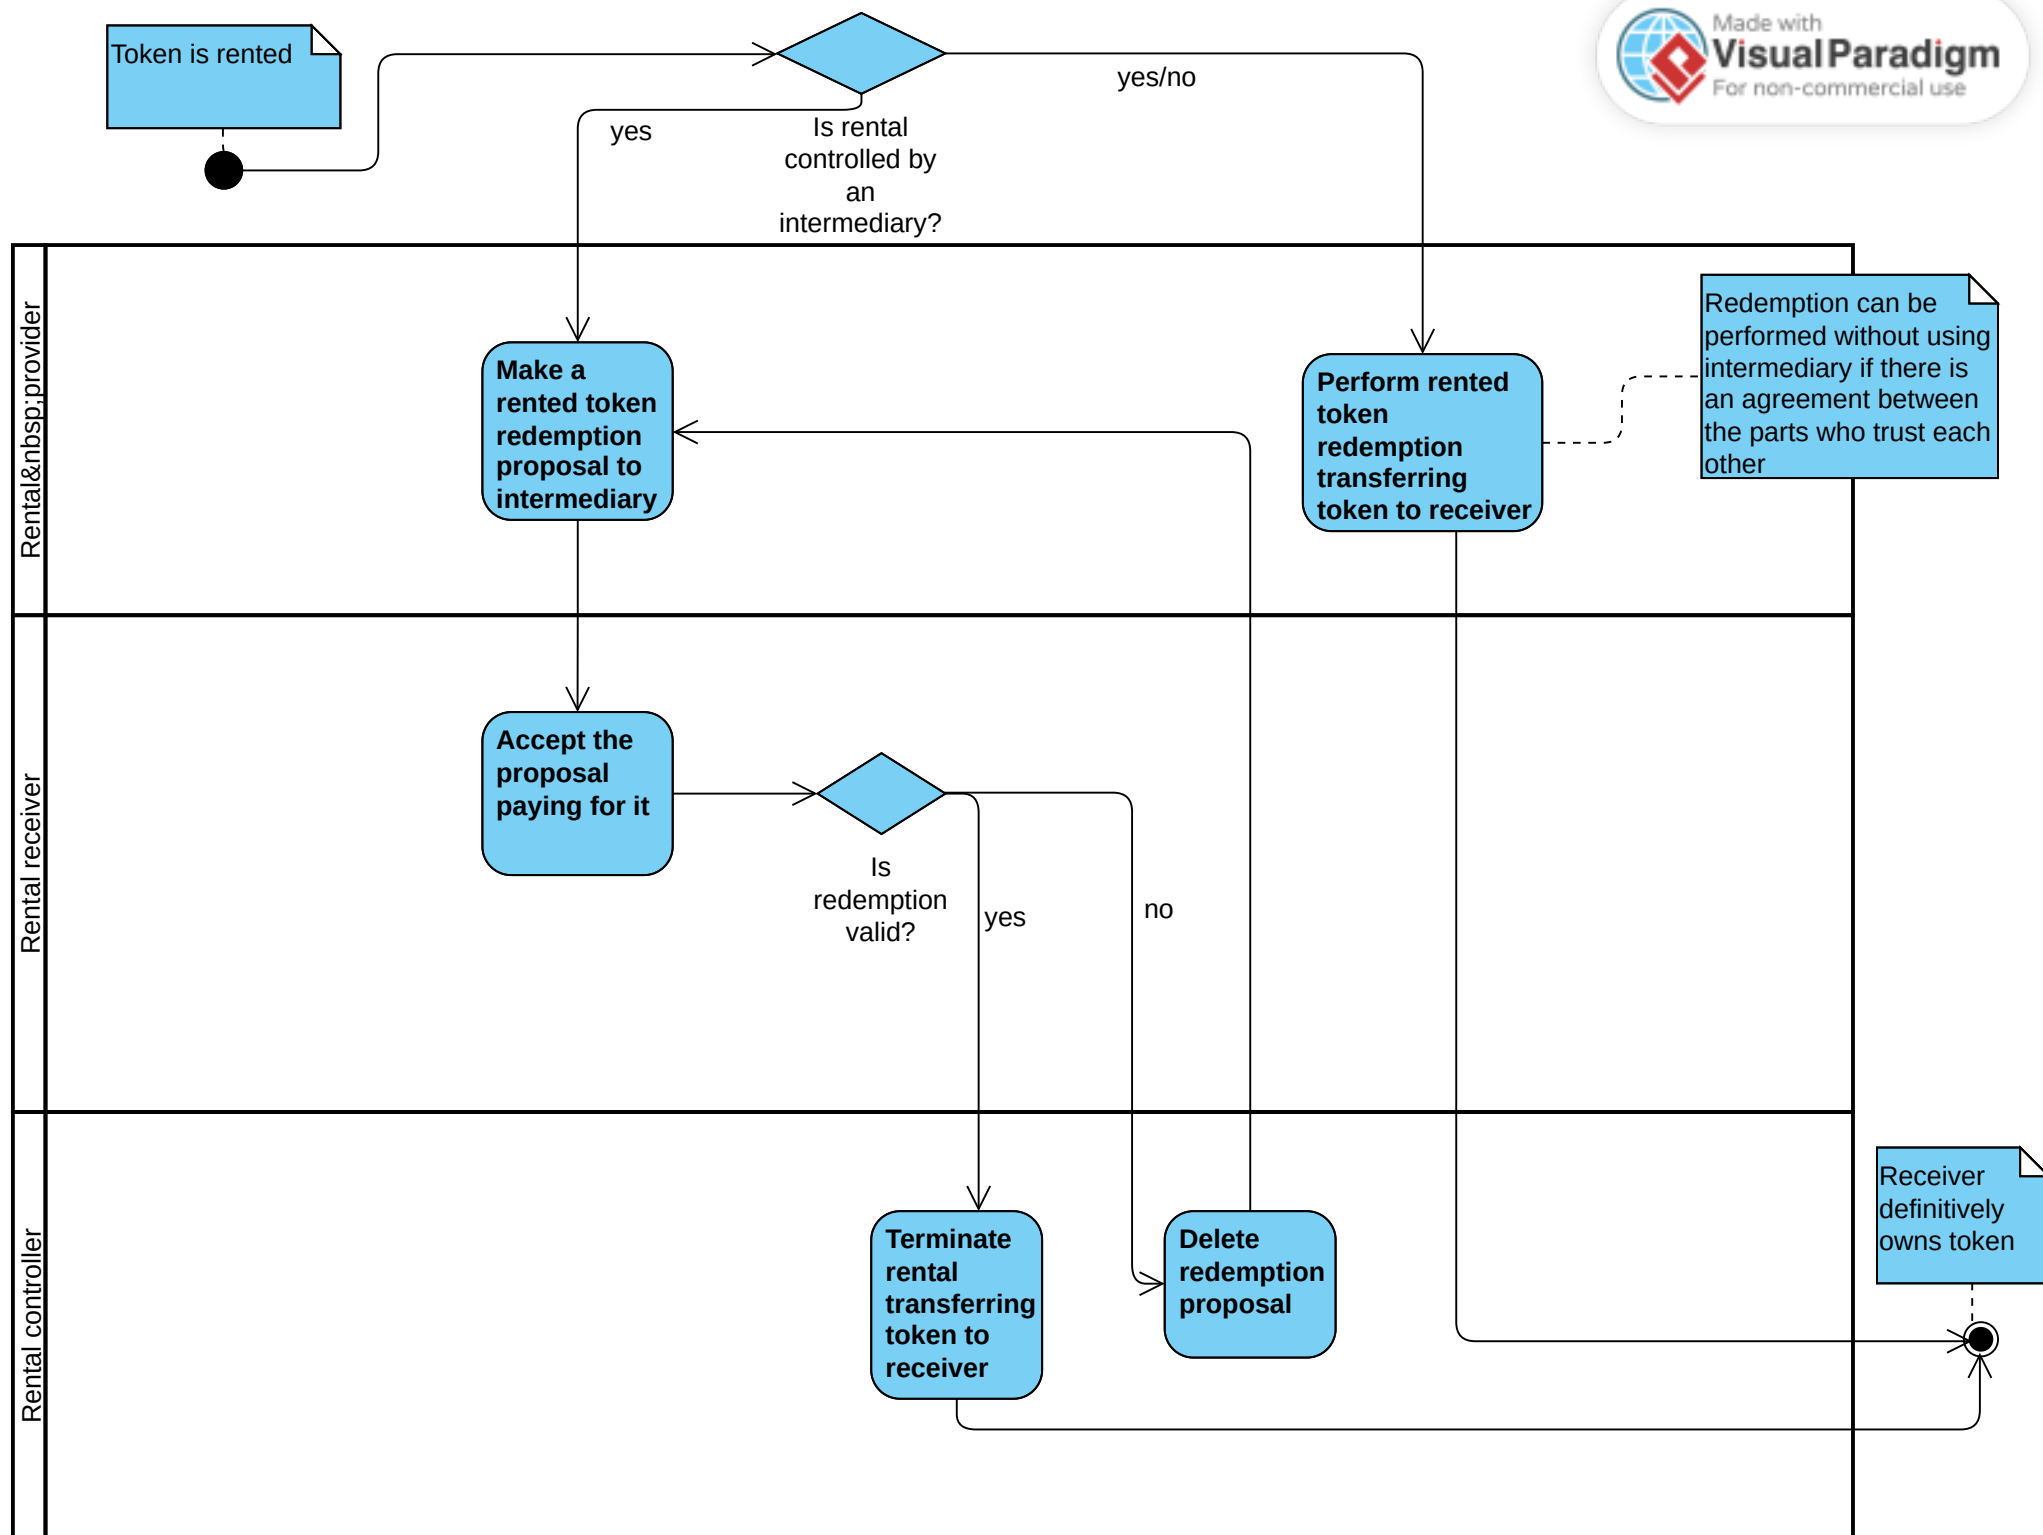 Token is rented
Made with
Visual Paradigm
For non-commercial use
yes/no
yes
Is rental
controlled by
an
intermediary?
Rental&nbsp;provider
Make a
rented token
redemption
proposal to
intermediary
Perform rented
token
redemption
transferring
token to receiver
Redemption can be
performed without using
intermediary if there is
an agreement between
the parts who trust each
other
Rental receiver
Accept the
proposal
paying for it
Is
redemption
valid?
yes
no
Rental controller
Terminate
rental
transferring
token to
receiver
Delete
redemption
proposal
Receiver
definitively
owns token